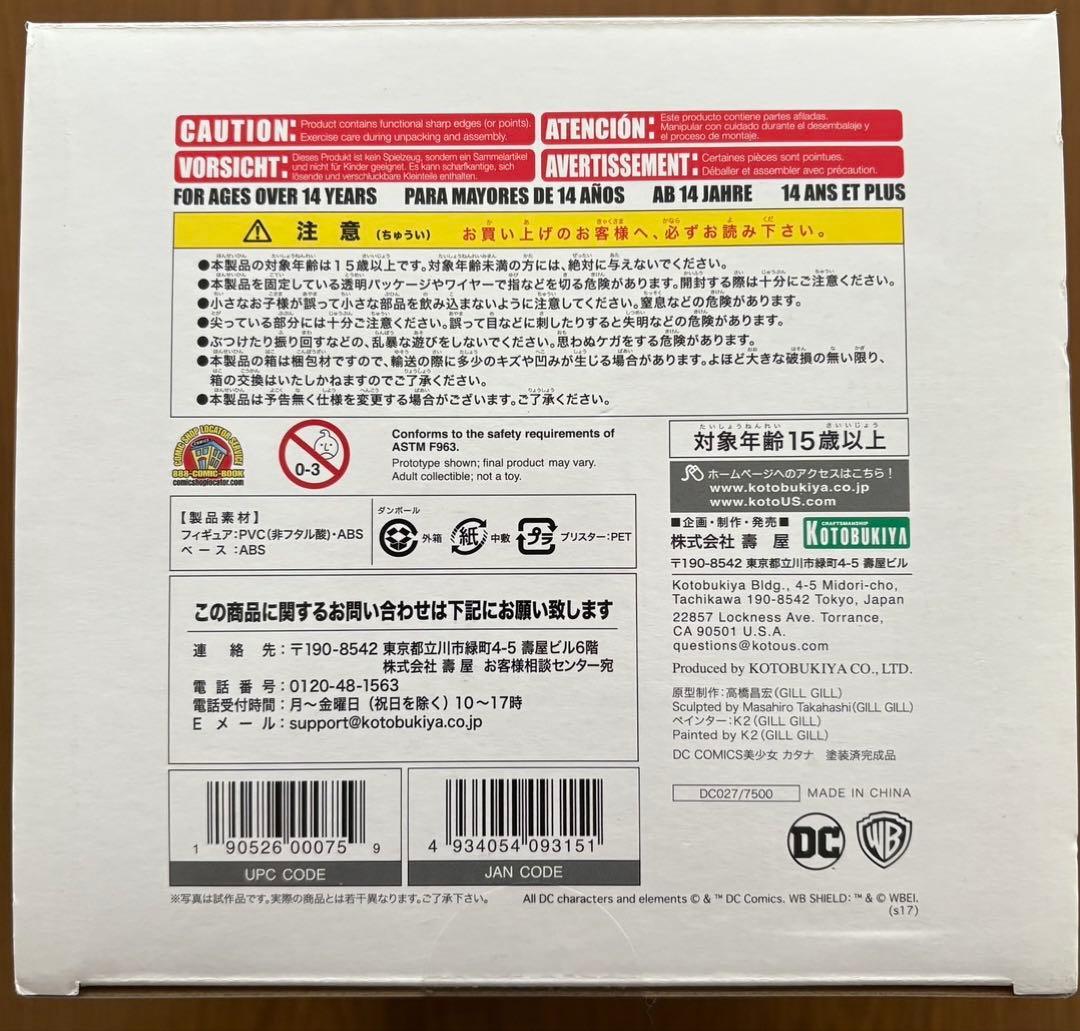 CAUTION: Product contains functional sharp edges (or points).
Exercise care during unpacking and assembly.
ATENCIÓN: Este producto contiene partes afiladas.
Manipular con cuidado durante el desembalaje y
el proceso de montaje.
VORSICHT: Dieses Produkt ist kein Spielzeug, sondern ein Sammelartikel
und nicht für Kinder geeignet. Es kann scharfkantige, sich
lösende und verschluckbare Kleinteile enthalten.
AVERTISSEMENT: Certaines pièces sont pointues.
Déballer et assembler avec précaution.
FOR AGES OVER 14 YEARS PARA MAYORES DE 14 AÑOS AB 14 JAHRE 14 ANS ET PLUS
注 意 (ちゅうい) お買い上げのお客様へ、必ずお読み下さい。
●本製品の対象年齢は15歳以上です。対象年齢未満の方には、絶対に与えないでください。
●本製品を固定している透明パッケージやワイヤーで指などを切る危険があります。開封する際は十分にご注意ください。
●小さなお子様が誤って小さな部品を飲み込まないように注意してください。窒息などの危険があります。
●尖っている部分には十分ご注意ください。誤って目などに刺したりすると失明などの危険があります。
●ぶつけたり振り回すなどの、乱暴な遊びをしないでください。思わぬケガをする危険があります。
●本製品の箱は梱包材ですので、輸送の際に多少のキズや凹みが生じる場合があります。よほど大きな破損の無い限り、
箱の交換はいたしかねますのでご了承ください。
●本製品は予告無く仕様を変更する場合がございます。ご了承ください。
COMIC SHOP LOCATOR SERVICE
888-COMIC-BOOK
comicshoplocator.com
0-3
Conforms to the safety requirements of
ASTM F963.
Prototype shown; final product may vary.
Adult collectible; not a toy.
たいしょうねんれい さいいじょう
対象年齢15歳以上
ホームページへのアクセスはこちら!
www.kotobukiya.co.jp
www.kotoUS.com
【製品素材】
フィギュア:PVC(非フタル酸)・ABS
ベース:ABS
ダンボール
外箱 紙 中敷 プラ ブリスター:PET
■企画・制作・発売■
株式会社 壽 屋
CRAFTSMANSHIP
KOTOBUKIYA
〒190-8542 東京都立川市緑町4-5 壽屋ビル
Kotobukiya Bldg., 4-5 Midori-cho,
Tachikawa 190-8542 Tokyo, Japan
22857 Lockness Ave. Torrance,
CA 90501 U.S.A.
questions@kotous.com
Produced by KOTOBUKIYA CO., LTD.
原型制作:高橋昌宏(GILL GILL)
Sculpted by Masahiro Takahashi(GILL GILL)
ペインター:K2(GILL GILL)
Painted by K2(GILL GILL)
DC COMICS美少女 カタナ 塗装済完成品
この商品に関するお問い合わせは下記にお願い致します
連 絡 先:〒190-8542 東京都立川市緑町4-5 壽屋ビル6階
株式会社 壽 屋 お客様相談センター宛
電 話 番 号:0120-48-1563
電話受付時間:月〜金曜日(祝日を除く)10〜17時
E メ ー ル:support@kotobukiya.co.jp
1 90526 00075 9
UPC CODE
4 934054 093151
JAN CODE
DC027/7500 MADE IN CHINA
DC
WB
※写真は試作品です。実際の商品とは若干異なります。ご了承下さい。
All DC characters and elements © & ™ DC Comics. WB SHIELD: ™ & © WBEI.
(s17)